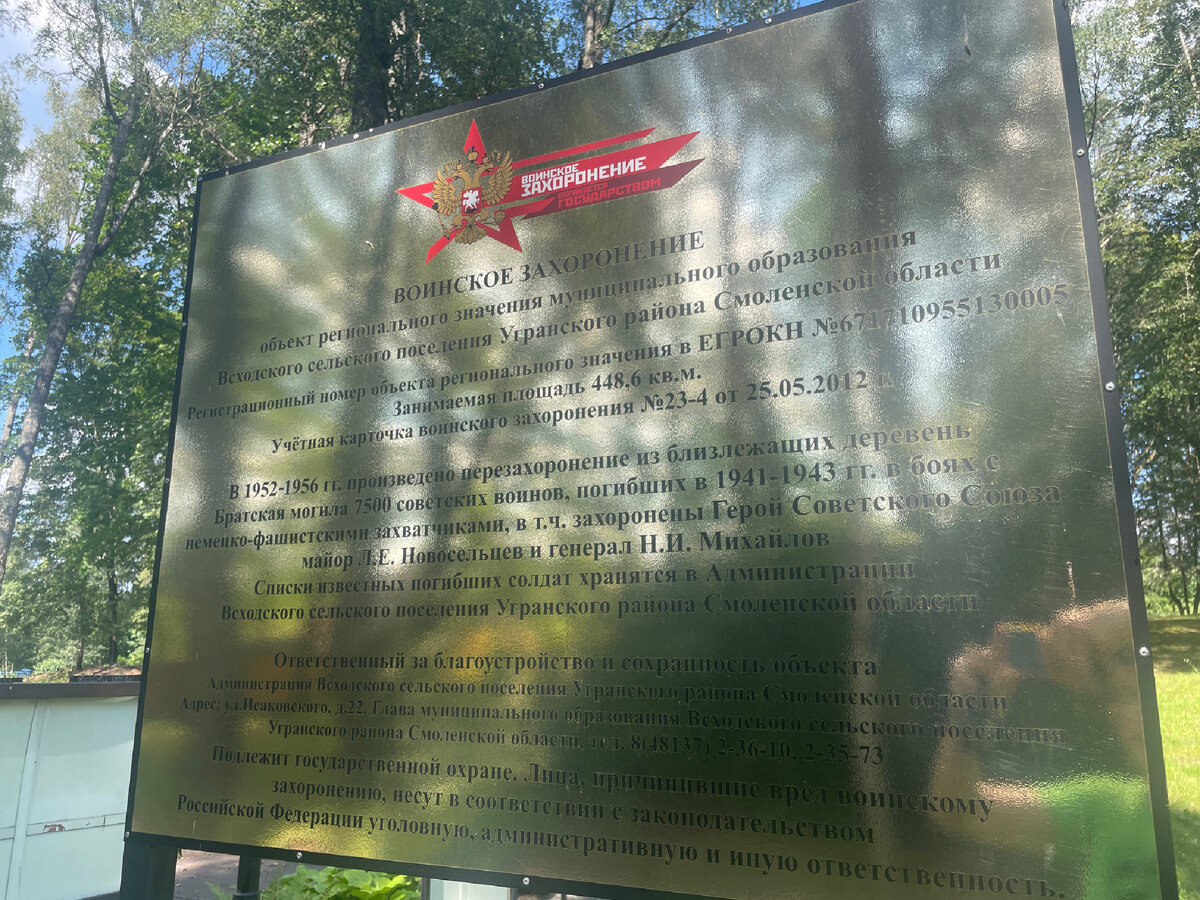 ВОИНСКОЕ
ЗАХОРОНЕНИЕ
ОХРАНЯЕТСЯ
ГОСУДАРСТВОМ
ВОИНСКОЕ ЗАХОРОНЕНИЕ
объект регионального значения муниципального образования
Всходского сельского поселения Угранского района Смоленской области
Регистрационный номер объекта регионального значения в ЕГРОКН №671710955130005
Занимаемая площадь 448,6 кв.м.
Учётная карточка воинского захоронения №23-4 от 25.05.2012 г.
В 1952-1956 гг. произведено перезахоронение из близлежащих деревень
Братская могила 7500 советских воинов, погибших в 1941-1943 гг. в боях с
немецко-фашистскими захватчиками, в т.ч. захоронены Герой Советского Союза
майор Л.Е. Новосельцев и генерал Н.И. Михайлов
Списки известных погибших солдат хранятся в Администрации
Всходского сельского поселения Угранского района Смоленской области
Ответственный за благоустройство и сохранность объекта
Администрация Всходского сельского поселения Угранского района Смоленской области
Адрес: ул.Исаковского, д.22, Глава муниципального образования Всходского сельского поселения
Угранского района Смоленской области, тел. 8(48137) 2-36-10, 2-35-73
Подлежит государственной охране. Лица, причинившие вред воинскому
захоронению, несут в соответствии с законодательством
Российской Федерации уголовную, административную и иную ответственность.